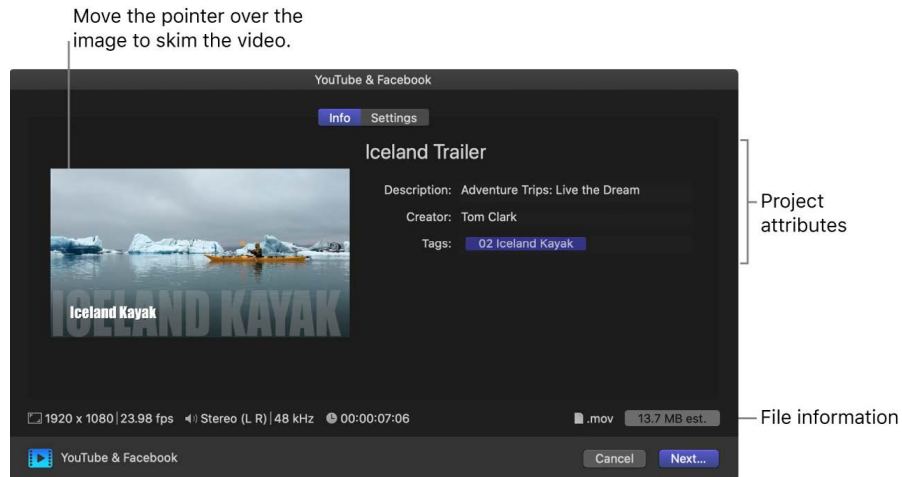 Move the pointer over the
image to skim the video.
YouTube & Facebook
Info Settings
Iceland Trailer
Description: Adventure Trips: Live the Dream
Creator: Tom Clark
Tags: 02 Iceland Kayak
Project
attributes
ICELAND KAYAK
Iceland Kayak
1920 x 1080 | 23.98 fps Stereo (L R) | 48 kHz 00:00:07:06 .mov 13.7 MB est.
File information
YouTube & Facebook Cancel Next...